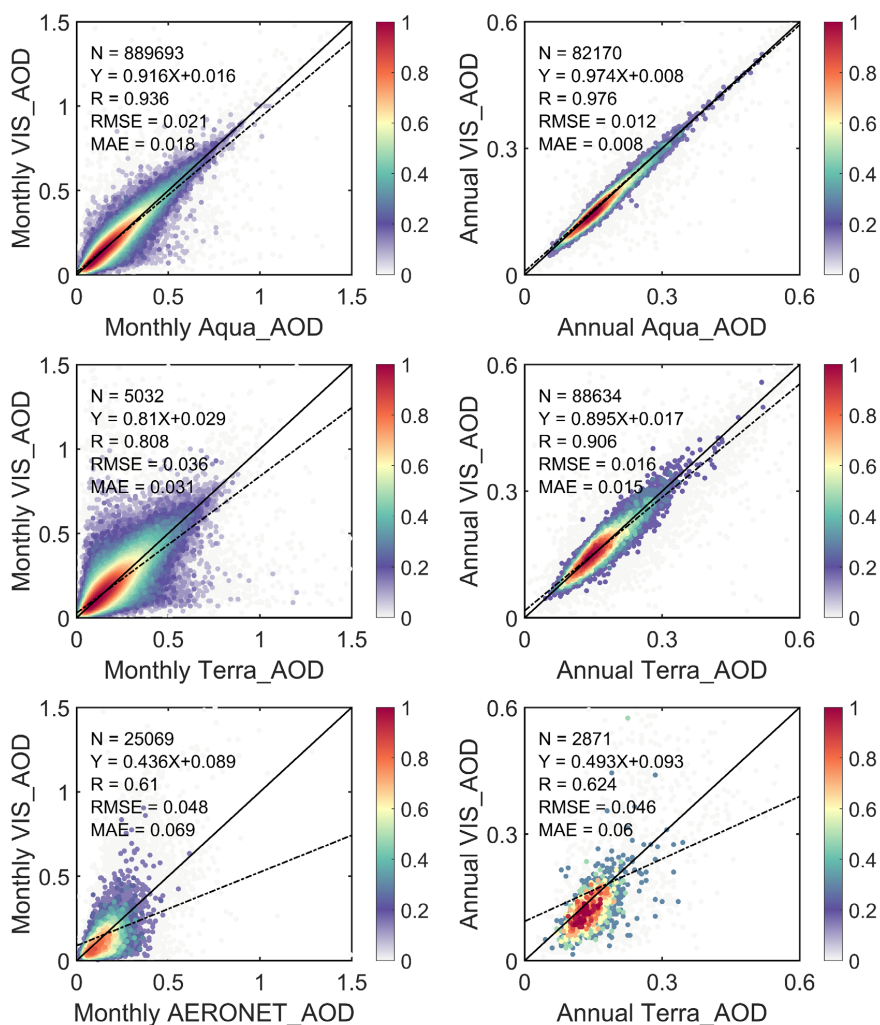 1.5
1
0.5
0
Monthly VIS_AOD
N = 889693
Y = 0.916X+0.016
R = 0.936
RMSE = 0.021
MAE = 0.018
0
0.5
1
1.5
Monthly Aqua_AOD
1
0.8
0.6
0.4
0.2
0
0.6
0.3
0
Annual VIS_AOD
N = 82170
Y = 0.974X+0.008
R = 0.976
RMSE = 0.012
MAE = 0.008
0
0.3
0.6
Annual Aqua_AOD
1
0.8
0.6
0.4
0.2
0
1.5
1
0.5
0
Monthly VIS_AOD
N = 5032
Y = 0.81X+0.029
R = 0.808
RMSE = 0.036
MAE = 0.031
0
0.5
1
1.5
Monthly Terra_AOD
1
0.8
0.6
0.4
0.2
0
0.6
0.3
0
Annual VIS_AOD
N = 88634
Y = 0.895X+0.017
R = 0.906
RMSE = 0.016
MAE = 0.015
0
0.3
0.6
Annual Terra_AOD
1
0.8
0.6
0.4
0.2
0
1.5
1
0.5
0
Monthly VIS_AOD
N = 25069
Y = 0.436X+0.089
R = 0.61
RMSE = 0.048
MAE = 0.069
0
0.5
1
1.5
Monthly AERONET_AOD
1
0.8
0.6
0.4
0.2
0
0.6
0.3
0
Annual VIS_AOD
N = 2871
Y = 0.493X+0.093
R = 0.624
RMSE = 0.046
MAE = 0.06
0
0.3
0.6
Annual Terra_AOD
1
0.8
0.6
0.4
0.2
0